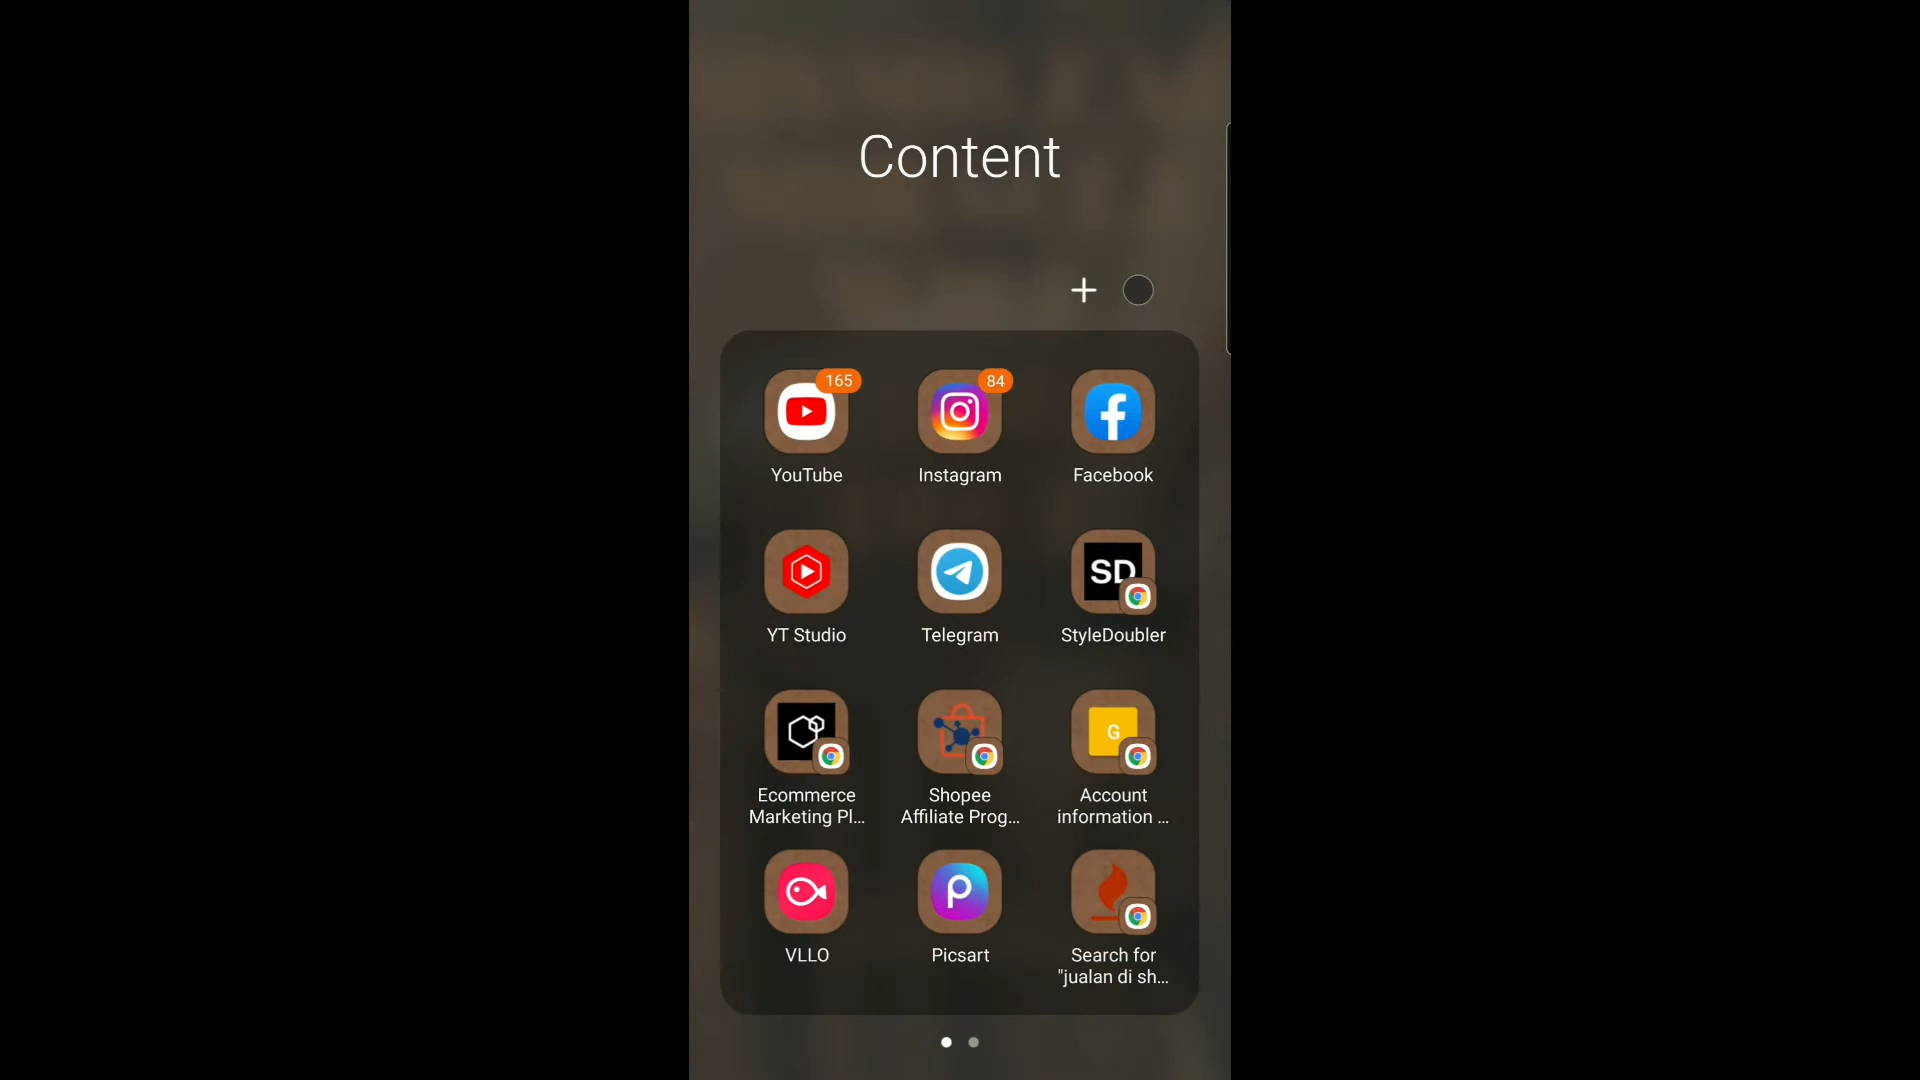 Content
165
84
YouTube
Instagram
Facebook
SD
YT Studio
Telegram
StyleDoubler
G
Ecommerce
Marketing Pl...
Shopee
Affiliate Prog...
Account
information ...
VLLO
Picsart
Search for
"jualan di sh...